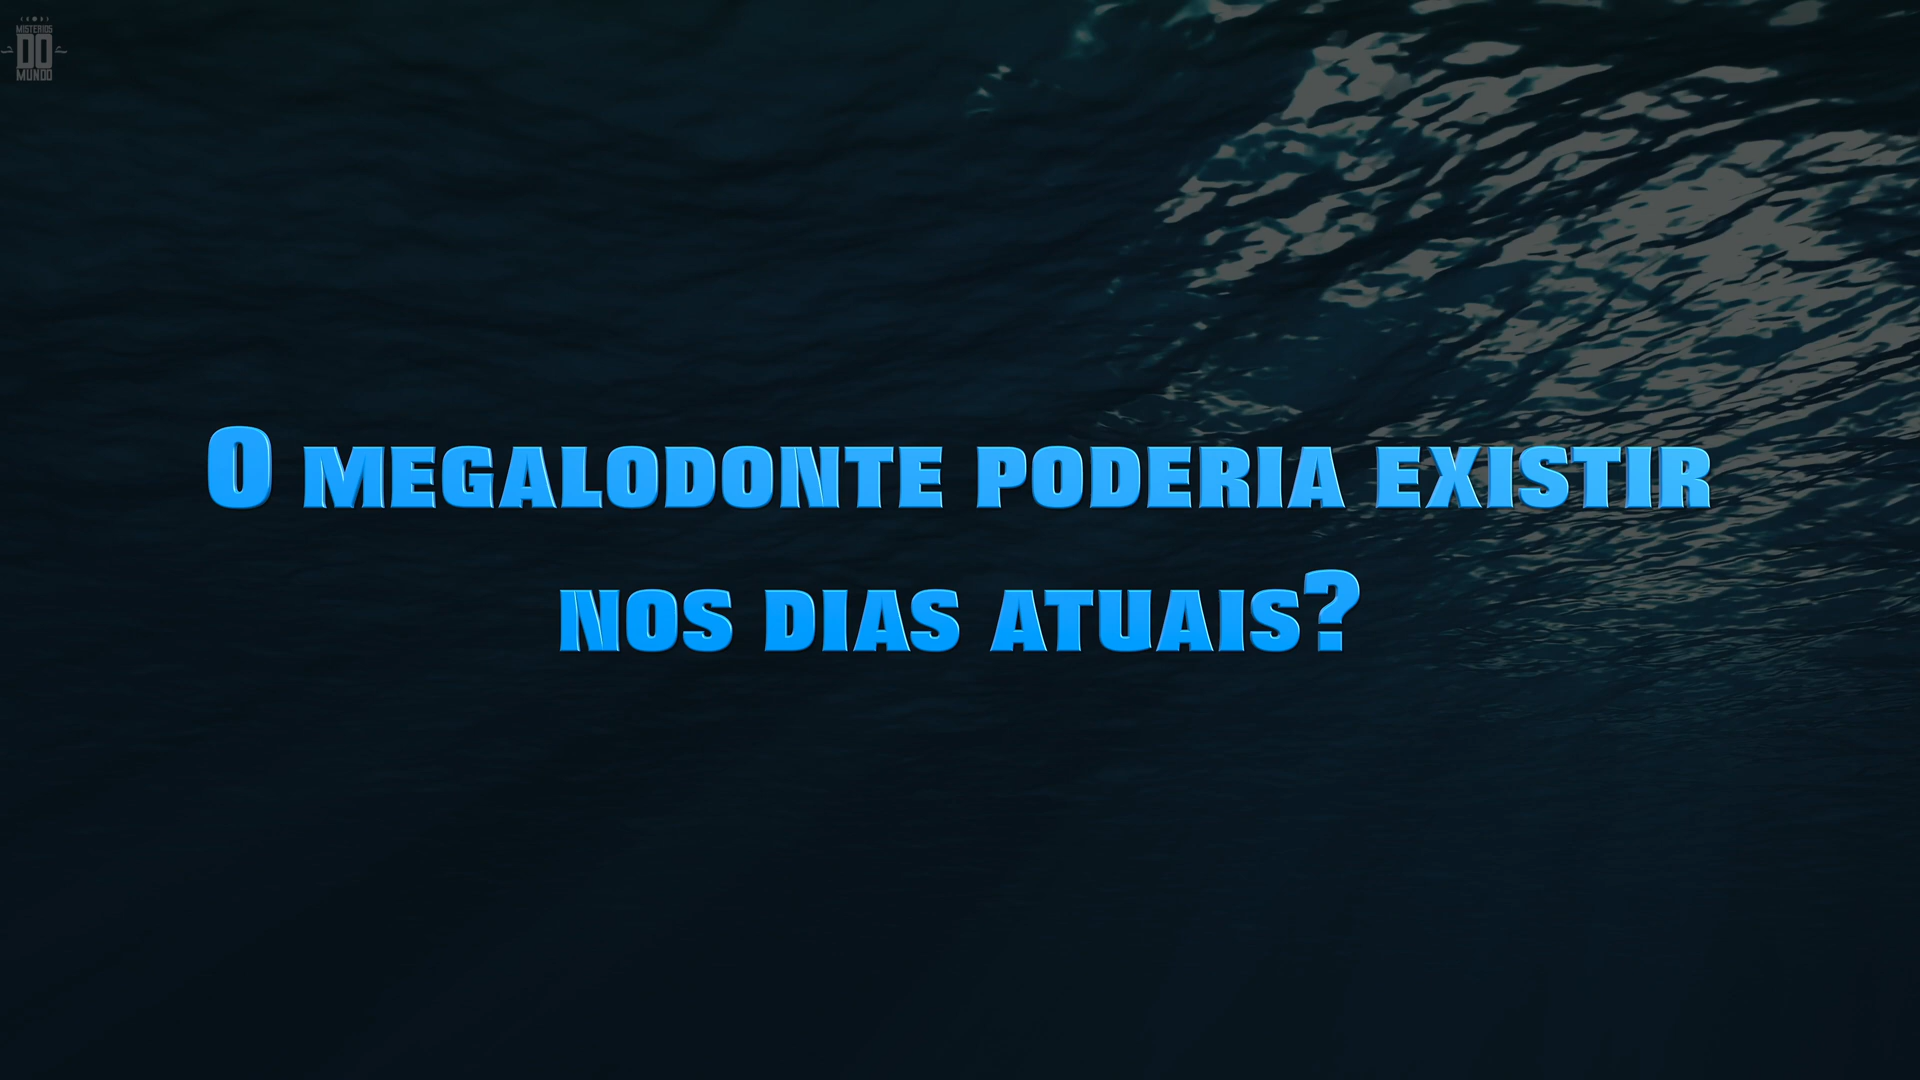 MISTÉRIOS
DO
MUNDO
O MEGALODONTE PODERIA EXISTIR
NOS DIAS ATUAIS?